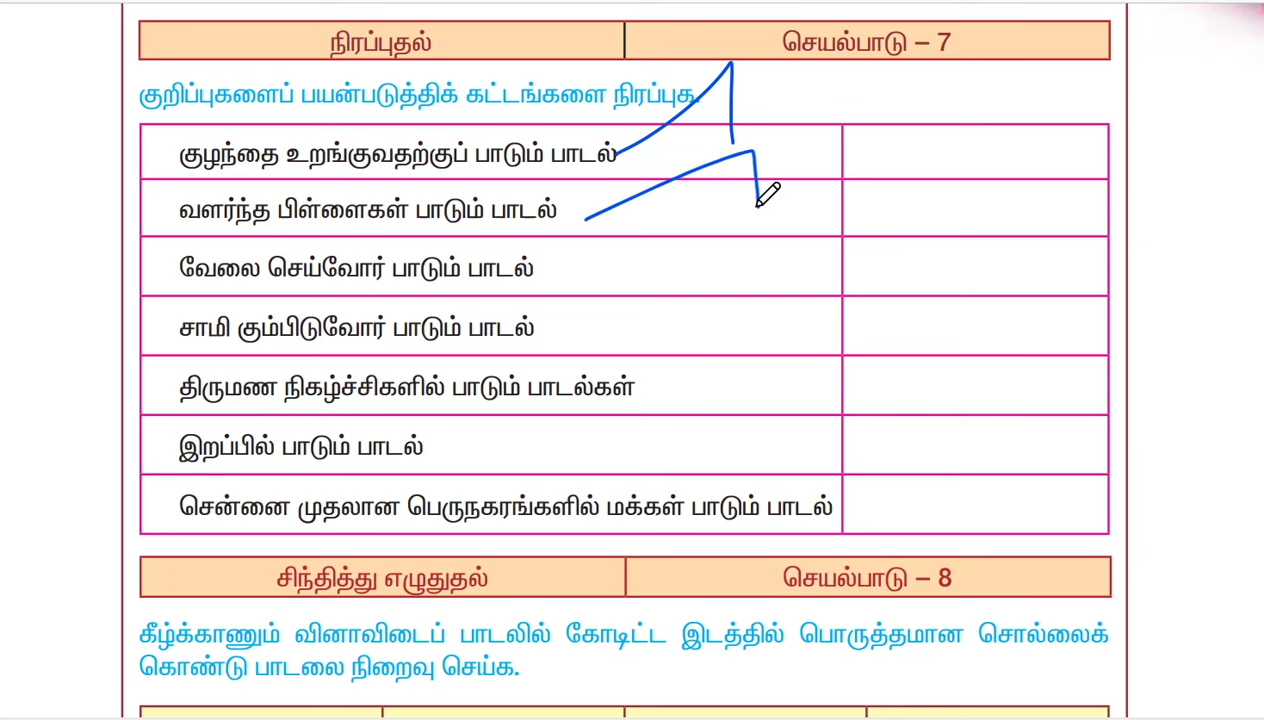 நிரப்புதல் செயல்பாடு – 7
குறிப்புகளைப் பயன்படுத்திக் கட்டங்களை நிரப்புக.
குழந்தை உறங்குவதற்குப் பாடும் பாடல்
வளர்ந்த பிள்ளைகள் பாடும் பாடல்
வேலை செய்வோர் பாடும் பாடல்
சாமி கும்பிடுவோர் பாடும் பாடல்
திருமண நிகழ்ச்சிகளில் பாடும் பாடல்கள்
இறப்பில் பாடும் பாடல்
சென்னை முதலான பெருநகரங்களில் மக்கள் பாடும் பாடல்
சிந்தித்து எழுதுதல் செயல்பாடு – 8
கீழ்க்காணும் வினாவிடைப் பாடலில் கோடிட்ட இடத்தில் பொருத்தமான சொல்லைக்
கொண்டு பாடலை நிறைவு செய்க.